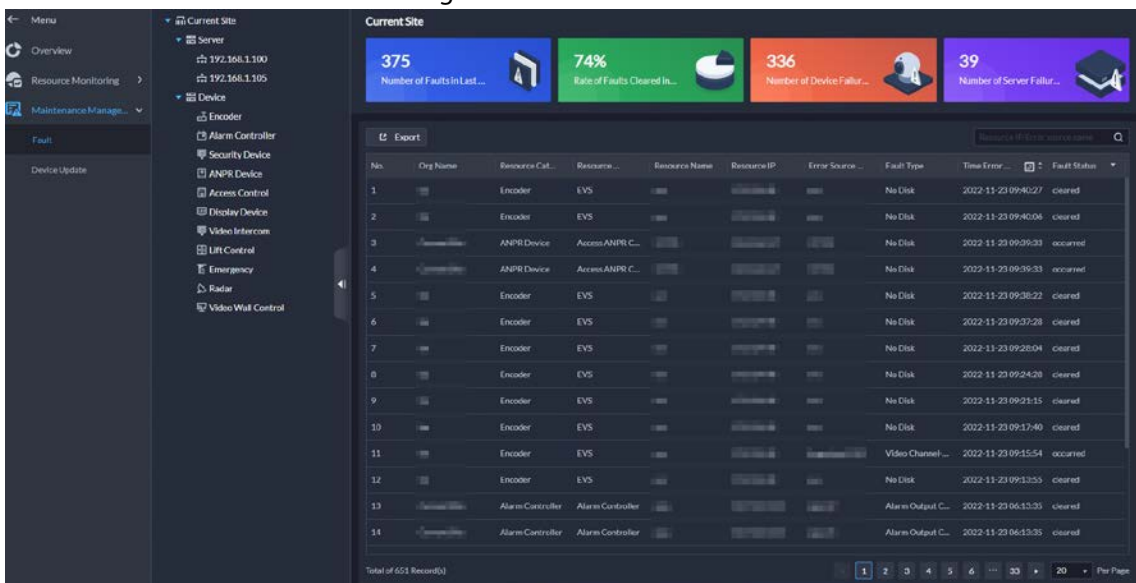 Menu
Overview
Resource Monitoring
Maintenance Manage...
Fault
Device Update
Current Site
Server
192.168.1.100
192.168.1.105
Device
Encoder
Alarm Controller
Security Device
ANPR Device
Access Control
Display Device
Video Intercom
Lift Control
Emergency
Radar
Video Wall Control
Current Site
375
Number of Faults in Last ...
74%
Rate of Faults Cleared in...
336
Number of Device Failur...
39
Number of Server Failur...
Export
Resource IP/Error source name
No. Org Name Resource Cat... Resource... Resource Name Resource IP Error Source ... Fault Type Time Error ... Fault Status
1 Encoder EVS No Disk 2022-11-23 09:40:27 cleared
2 Encoder EVS No Disk 2022-11-23 09:40:06 cleared
3 ANPR Device Access ANPR C... No Disk 2022-11-23 09:39:33 occurred
4 ANPR Device Access ANPR C... No Disk 2022-11-23 09:39:33 occurred
5 Encoder EVS No Disk 2022-11-23 09:38:22 cleared
6 Encoder EVS No Disk 2022-11-23 09:37:28 cleared
7 Encoder EVS No Disk 2022-11-23 09:28:04 cleared
8 Encoder EVS No Disk 2022-11-23 09:24:28 cleared
9 Encoder EVS No Disk 2022-11-23 09:21:15 cleared
10 Encoder EVS No Disk 2022-11-23 09:17:40 cleared
11 Encoder EVS Video Channel-... 2022-11-23 09:15:54 occurred
12 Encoder EVS No Disk 2022-11-23 09:13:55 cleared
13 Alarm Controller Alarm Controller Alarm Output C... 2022-11-23 06:13:35 cleared
14 Alarm Controller Alarm Controller Alarm Output C... 2022-11-23 06:13:35 cleared
Total of 651 Record(s)
1 2 3 4 5 6 ... 33 20 Per Page